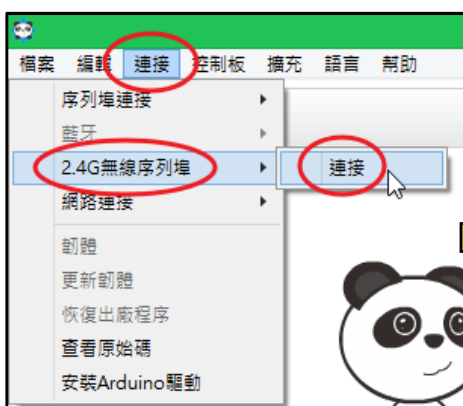 檔案 編輯 連接 控制板 擴充 語言 幫助
序列埠連接
藍牙
2.4G無線序列埠
連接
網路連接
韌體
更新韌體
恢復出廠程序
查看原始碼
安裝Arduino驅動